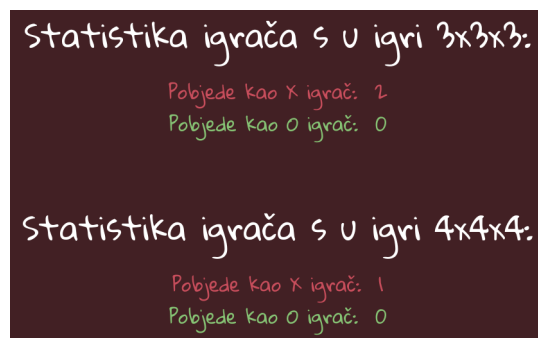 Statistika igrača s u igri 3x3x3:
Pobjede kao X igrač: 2
Pobjede kao O igrač: 0
Statistika igrača s u igri 4x4x4:
Pobjede kao X igrač: 1
Pobjede kao O igrač: 0